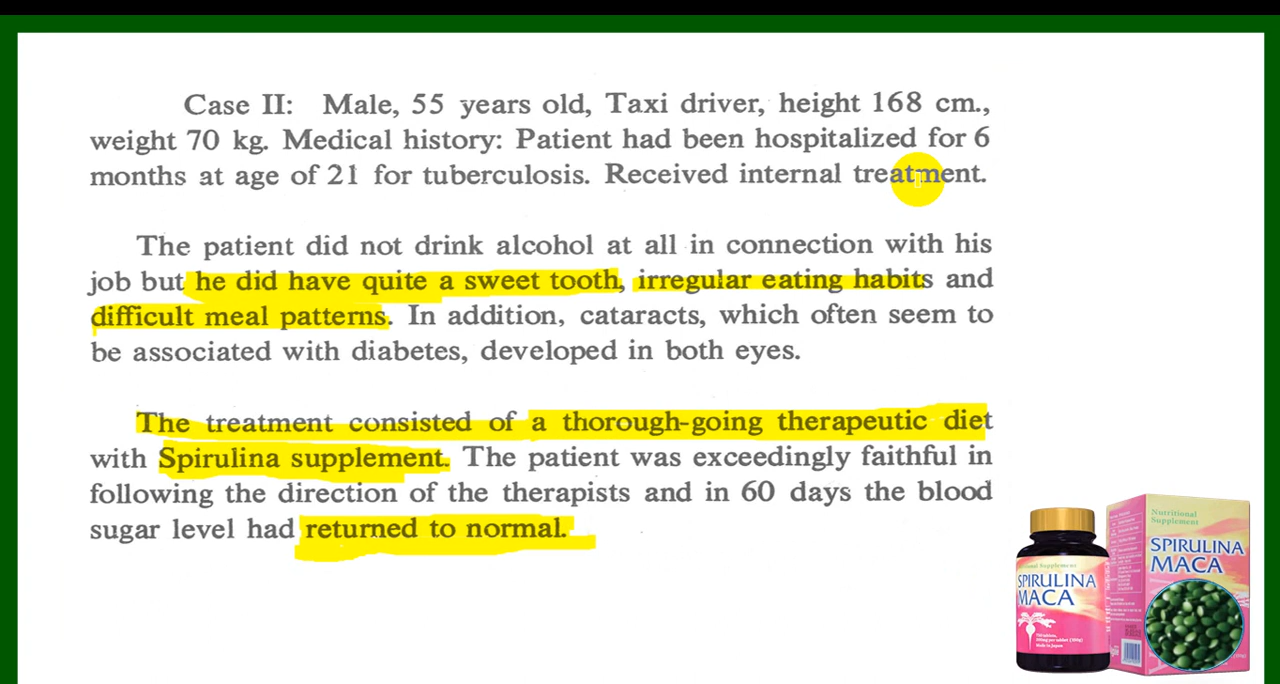 Case II: Male, 55 years old, Taxi driver, height 168 cm.,
weight 70 kg. Medical history: Patient had been hospitalized for 6
months at age of 21 for tuberculosis. Received internal treatment.
The patient did not drink alcohol at all in connection with his
job but he did have quite a sweet tooth, irregular eating habits and
difficult meal patterns. In addition, cataracts, which often seem to
be associated with diabetes, developed in both eyes.
The treatment consisted of a thorough-going therapeutic diet
with Spirulina supplement. The patient was exceedingly faithful in
following the direction of the therapists and in 60 days the blood
sugar level had returned to normal.
Nutritional Supplement
SPIRULINA
MACA
Made in Japan
Nutritional
Supplement
SPIRULINA
MACA